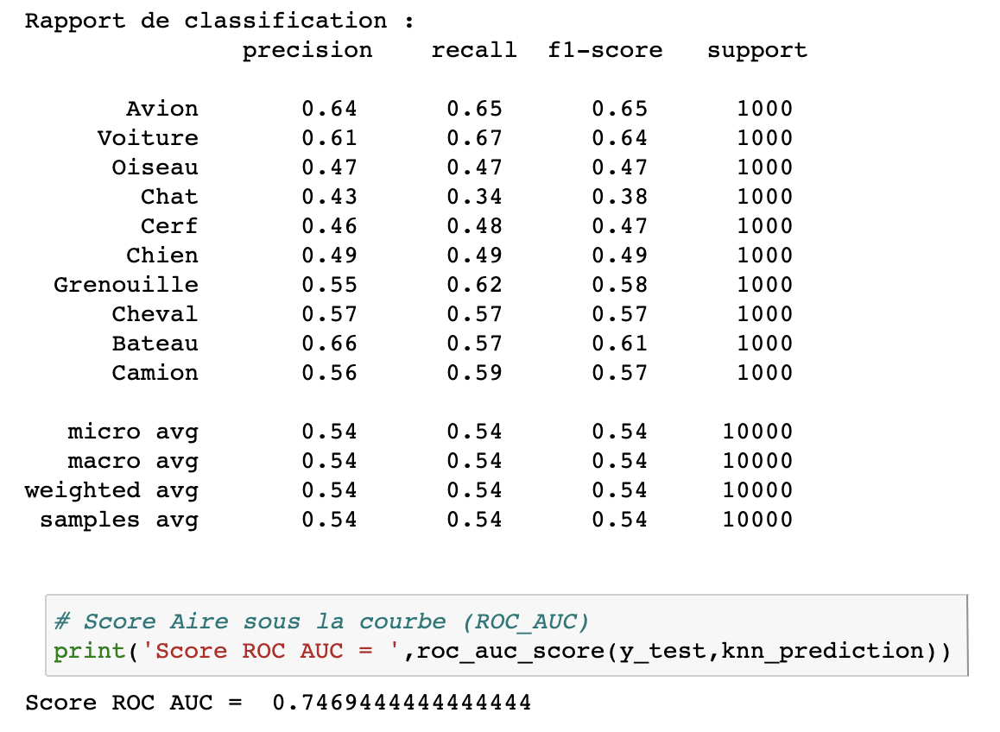 Rapport de classification :
precision recall f1-score support
Avion 0.64 0.65 0.65 1000
Voiture 0.61 0.67 0.64 1000
Oiseau 0.47 0.47 0.47 1000
Chat 0.43 0.34 0.38 1000
Cerf 0.46 0.48 0.47 1000
Chien 0.49 0.49 0.49 1000
Grenouille 0.55 0.62 0.58 1000
Cheval 0.57 0.57 0.57 1000
Bateau 0.66 0.57 0.61 1000
Camion 0.56 0.59 0.57 1000
micro avg 0.54 0.54 0.54 10000
macro avg 0.54 0.54 0.54 10000
weighted avg 0.54 0.54 0.54 10000
samples avg 0.54 0.54 0.54 10000
# Score Aire sous la courbe (ROC_AUC)
print('Score ROC AUC = ',roc_auc_score(y_test,knn_prediction))
Score ROC AUC =  0.7469444444444444